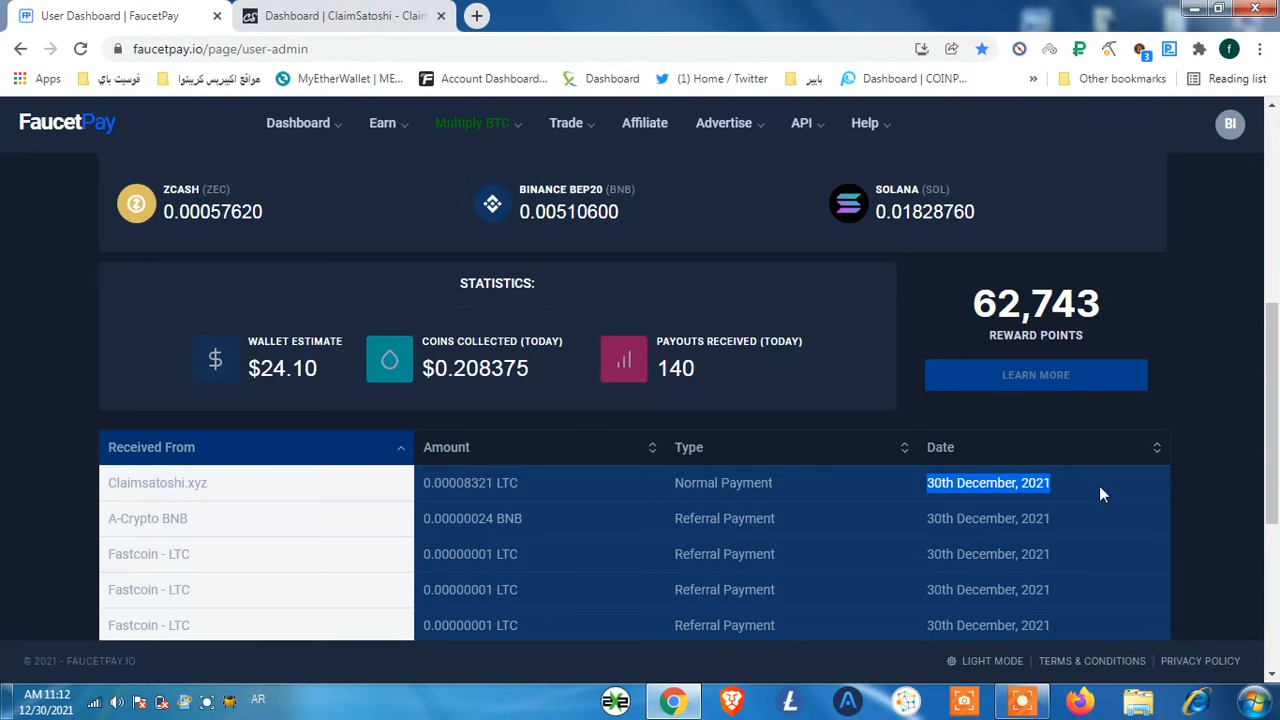 User Dashboard | FaucetPay
Dashboard | ClaimSatoshi - Claim
faucetpay.io/page/user-admin
3
f
Apps
فوسيت باي
مواقع اكبيريس كريبتوا
MyEtherWallet | ME...
Account Dashboard...
Dashboard
(1) Home / Twitter
بايير
Dashboard | COINP...
»
Other bookmarks
Reading list
FaucetPay
Dashboard
Earn
Multiply BTC
Trade
Affiliate
Advertise
API
Help
BI
ZCASH (ZEC)
0.00057620
BINANCE BEP20 (BNB)
0.00510600
SOLANA (SOL)
0.01828760
STATISTICS:
WALLET ESTIMATE
$24.10
COINS COLLECTED (TODAY)
$0.208375
PAYOUTS RECEIVED (TODAY)
140
62,743
REWARD POINTS
LEARN MORE
Received From Amount Type Date
Claimsatoshi.xyz 0.00008321 LTC Normal Payment 30th December, 2021
A-Crypto BNB 0.00000024 BNB Referral Payment 30th December, 2021
Fastcoin - LTC 0.00000001 LTC Referral Payment 30th December, 2021
Fastcoin - LTC 0.00000001 LTC Referral Payment 30th December, 2021
Fastcoin - LTC 0.00000001 LTC Referral Payment 30th December, 2021
© 2021 - FAUCETPAY.IO
LIGHT MODE | TERMS & CONDITIONS | PRIVACY POLICY
AM 11:12
12/30/2021
AR